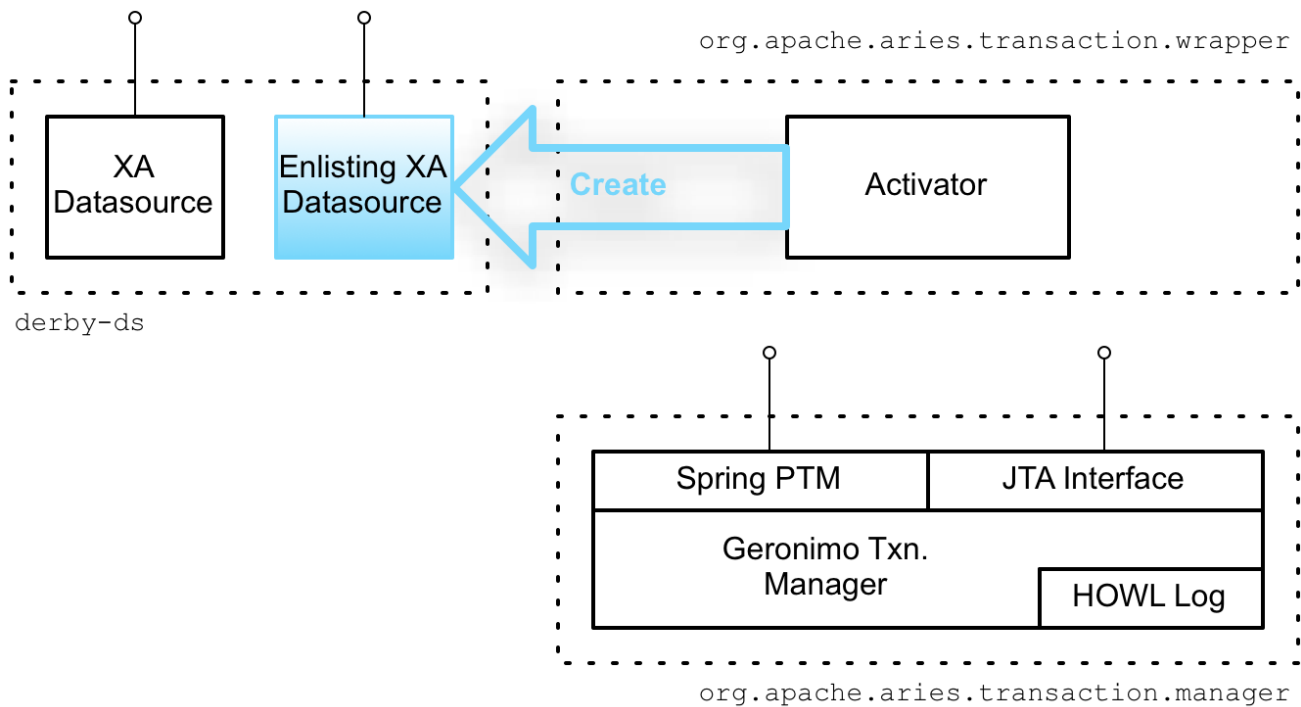 org.apache.aries.transaction.wrapper
XA
Datasource
Enlisting XA
Datasource
Create
Activator
derby-ds
Spring PTM
JTA Interface
Geronimo Txn.
Manager
HOWL Log
org.apache.aries.transaction.manager